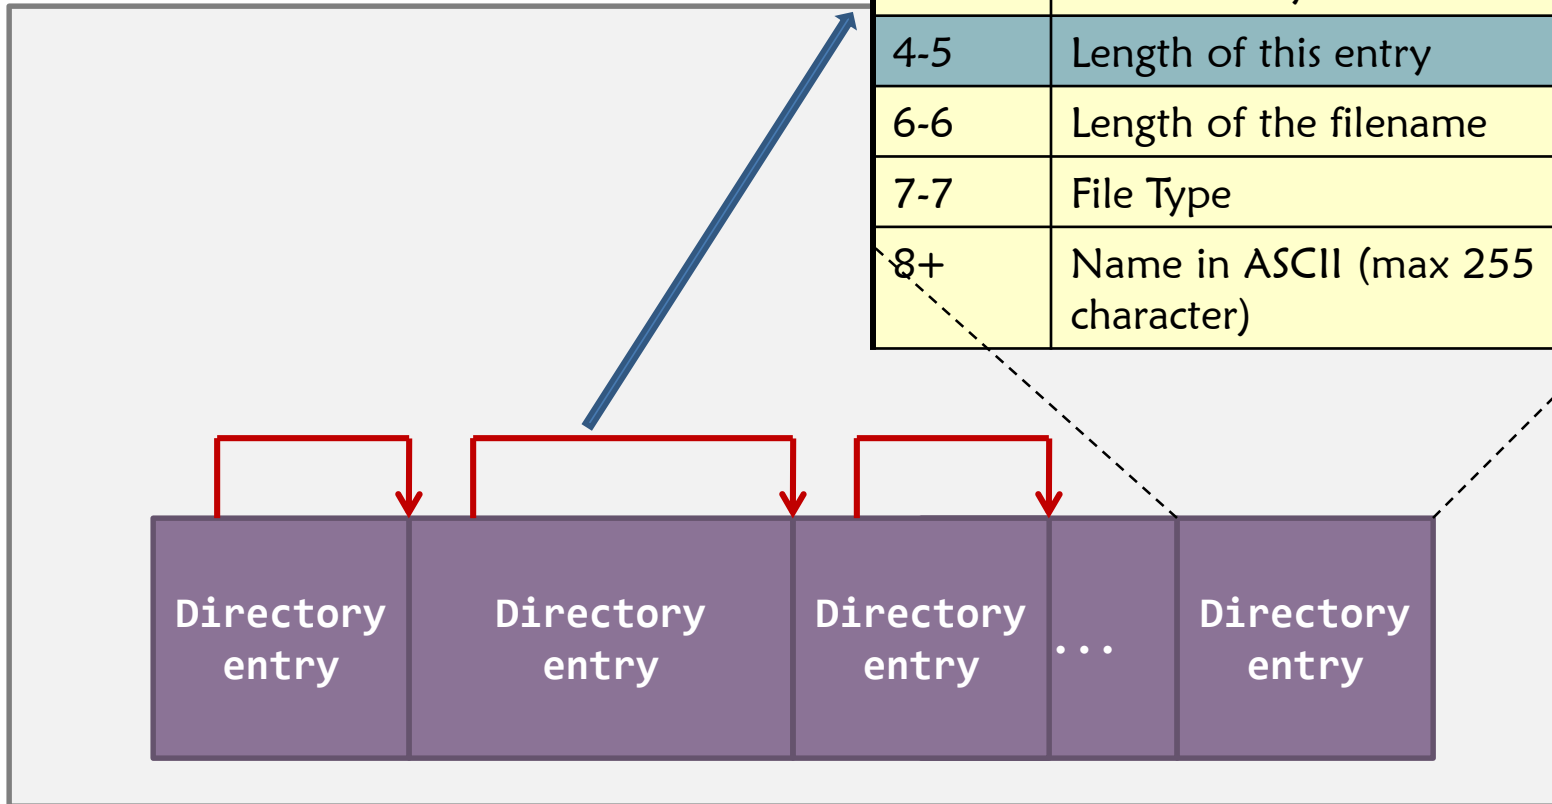 4-5 Length of this entry
6-6 Length of the filename
7-7 File Type
8+ Name in ASCII (max 255
character)
Directory Directory Directory Directory
entry entry entry ... entry